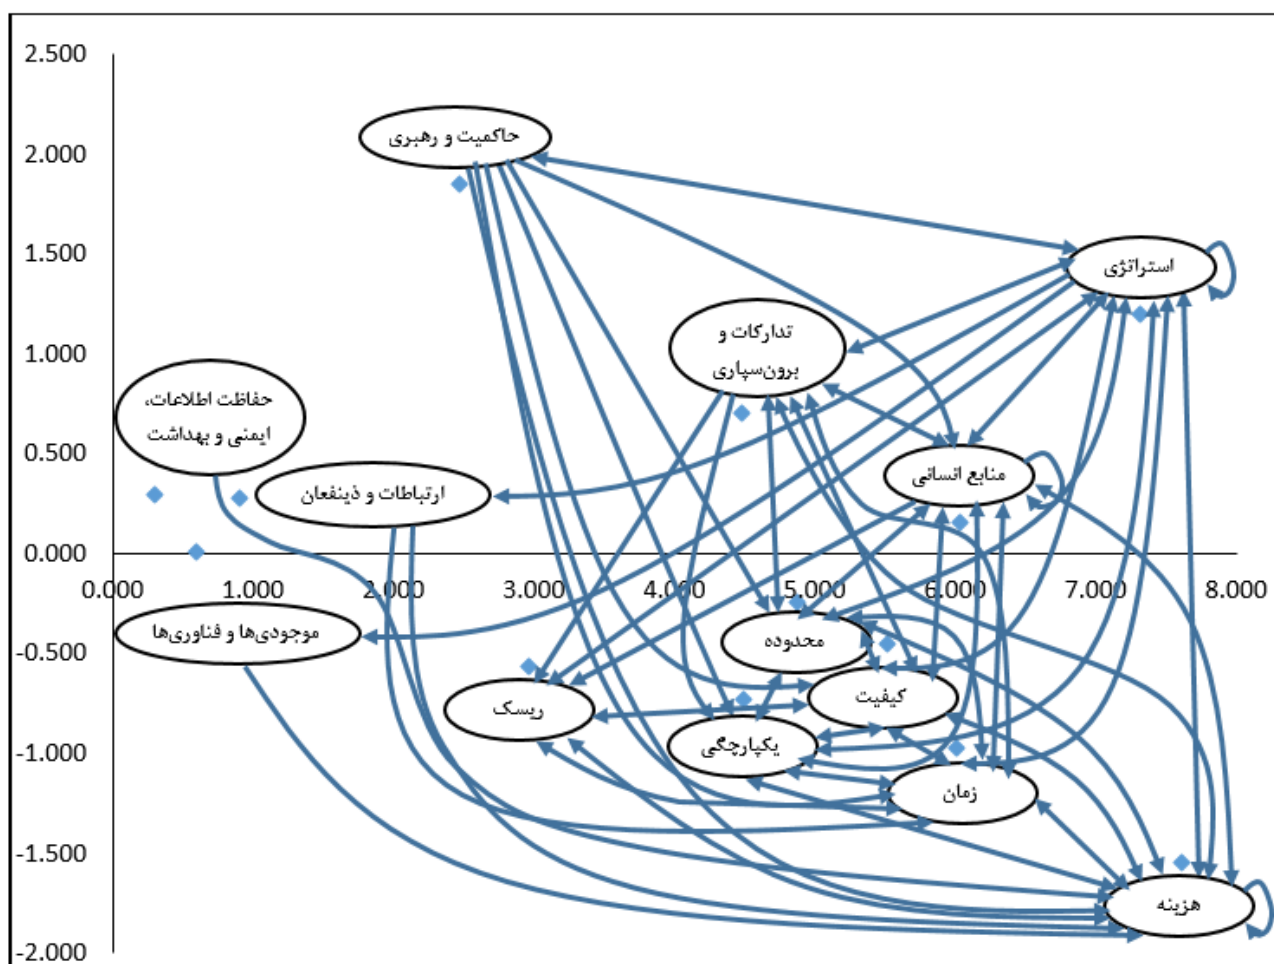 2.500
حاکمیت و رهبری
2.000
1.500
استراتژی
تدارکات و
برون‌سپاری
1.000
حفاظت اطلاعات،
ایمنی و بهداشت
0.500
ارتباطات و ذینفعان
منابع انسانی
0.000
0.000 1.000 2.000 3.000 4.000 5.000 6.000 7.000 8.000
موجودی‌ها و فناوری‌ها
محدوده
-0.500
کیفیت
ریسک
یکپارچگی
-1.000
زمان
-1.500
هزینه
-2.000